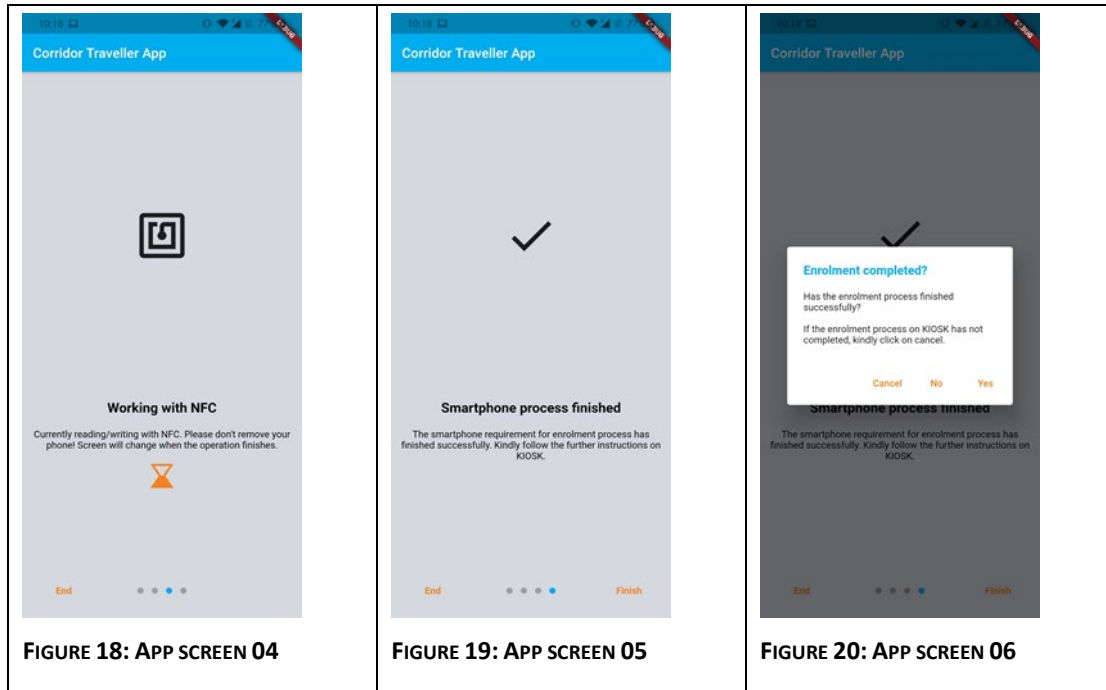 10:18
DEBUG
Corridor Traveller App
Working with NFC
Currently reading/writing with NFC. Please don't remove your
phone! Screen will change when the operation finishes.
End
FIGURE 18: APP SCREEN 04
10:18
DEBUG
Corridor Traveller App
Smartphone process finished
The smartphone requirement for enrolment process has
finished successfully. Kindly follow the further instructions on
KIOSK.
End
Finish
FIGURE 19: APP SCREEN 05
10:18
DEBUG
Corridor Traveller App
Enrolment completed?
Has the enrolment process finished
successfully?
If the enrolment process on KIOSK has not
completed, kindly click on cancel.
Cancel No Yes
Smartphone process finished
The smartphone requirement for enrolment process has
finished successfully. Kindly follow the further instructions on
KIOSK.
End
Finish
FIGURE 20: APP SCREEN 06